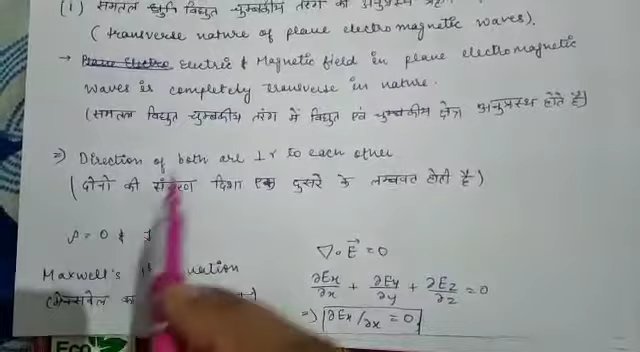 (1) समतल विद्युत चुम्बकीय तरंग की अनुप्रस्थ
(transverse nature of plane electromagnetic waves).
→ Electric & Magnetic field in plane electromagnetic
waves is completely transverse in nature.
(समतल विद्युत चुम्बकीय तरंग में विद्युत एवं चुम्बकीय क्षेत्र अनुप्रस्थ होते है)
⇒ Direction of both are ⊥r to each other
(दोनो की दिशा एक दुसरे के लम्बवत होती है)
ρ = 0 &
∇·E⃗ = 0
Maxwell's
∂Ex/∂x + ∂Ey/∂y + ∂Ez/∂z = 0
(मैक्सवेल
⇒ ∂Ex/∂x = 0
Eco